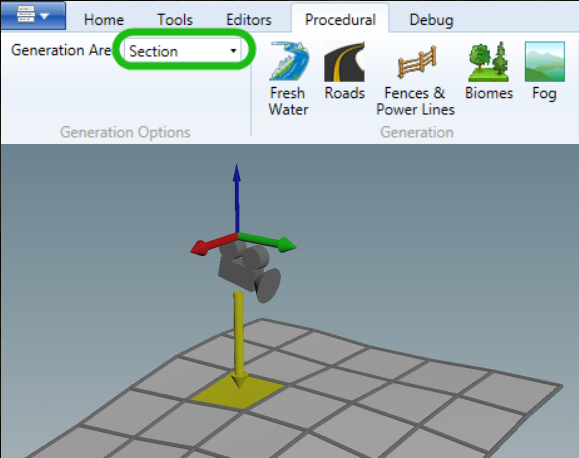 Home Tools Editors Procedural Debug
Generation Are Section
Fresh Water
Roads
Fences & Power Lines
Biomes
Fog
Generation Options
Generation